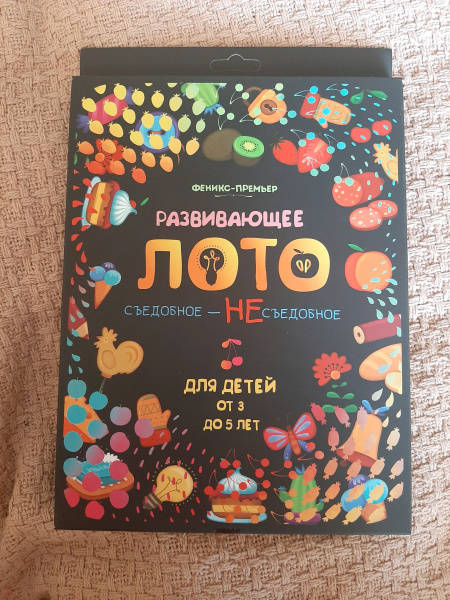 ФЕНИКС-ПРЕМЬЕР
РАЗВИВАЮЩЕЕ
ЛОТО
СЪЕДОБНОЕ — НЕСЪЕДОБНОЕ
ДЛЯ ДЕТЕЙ
ОТ 3
ДО 5 ЛЕТ